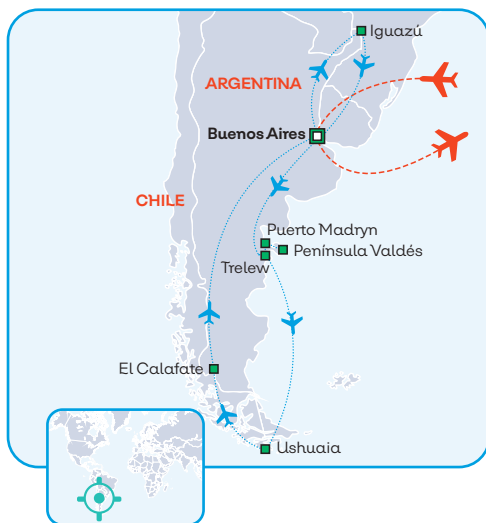 Iguazú
ARGENTINA
Buenos Aires
CHILE
Puerto Madryn
Península Valdés
Trelew
El Calafate
Ushuaia